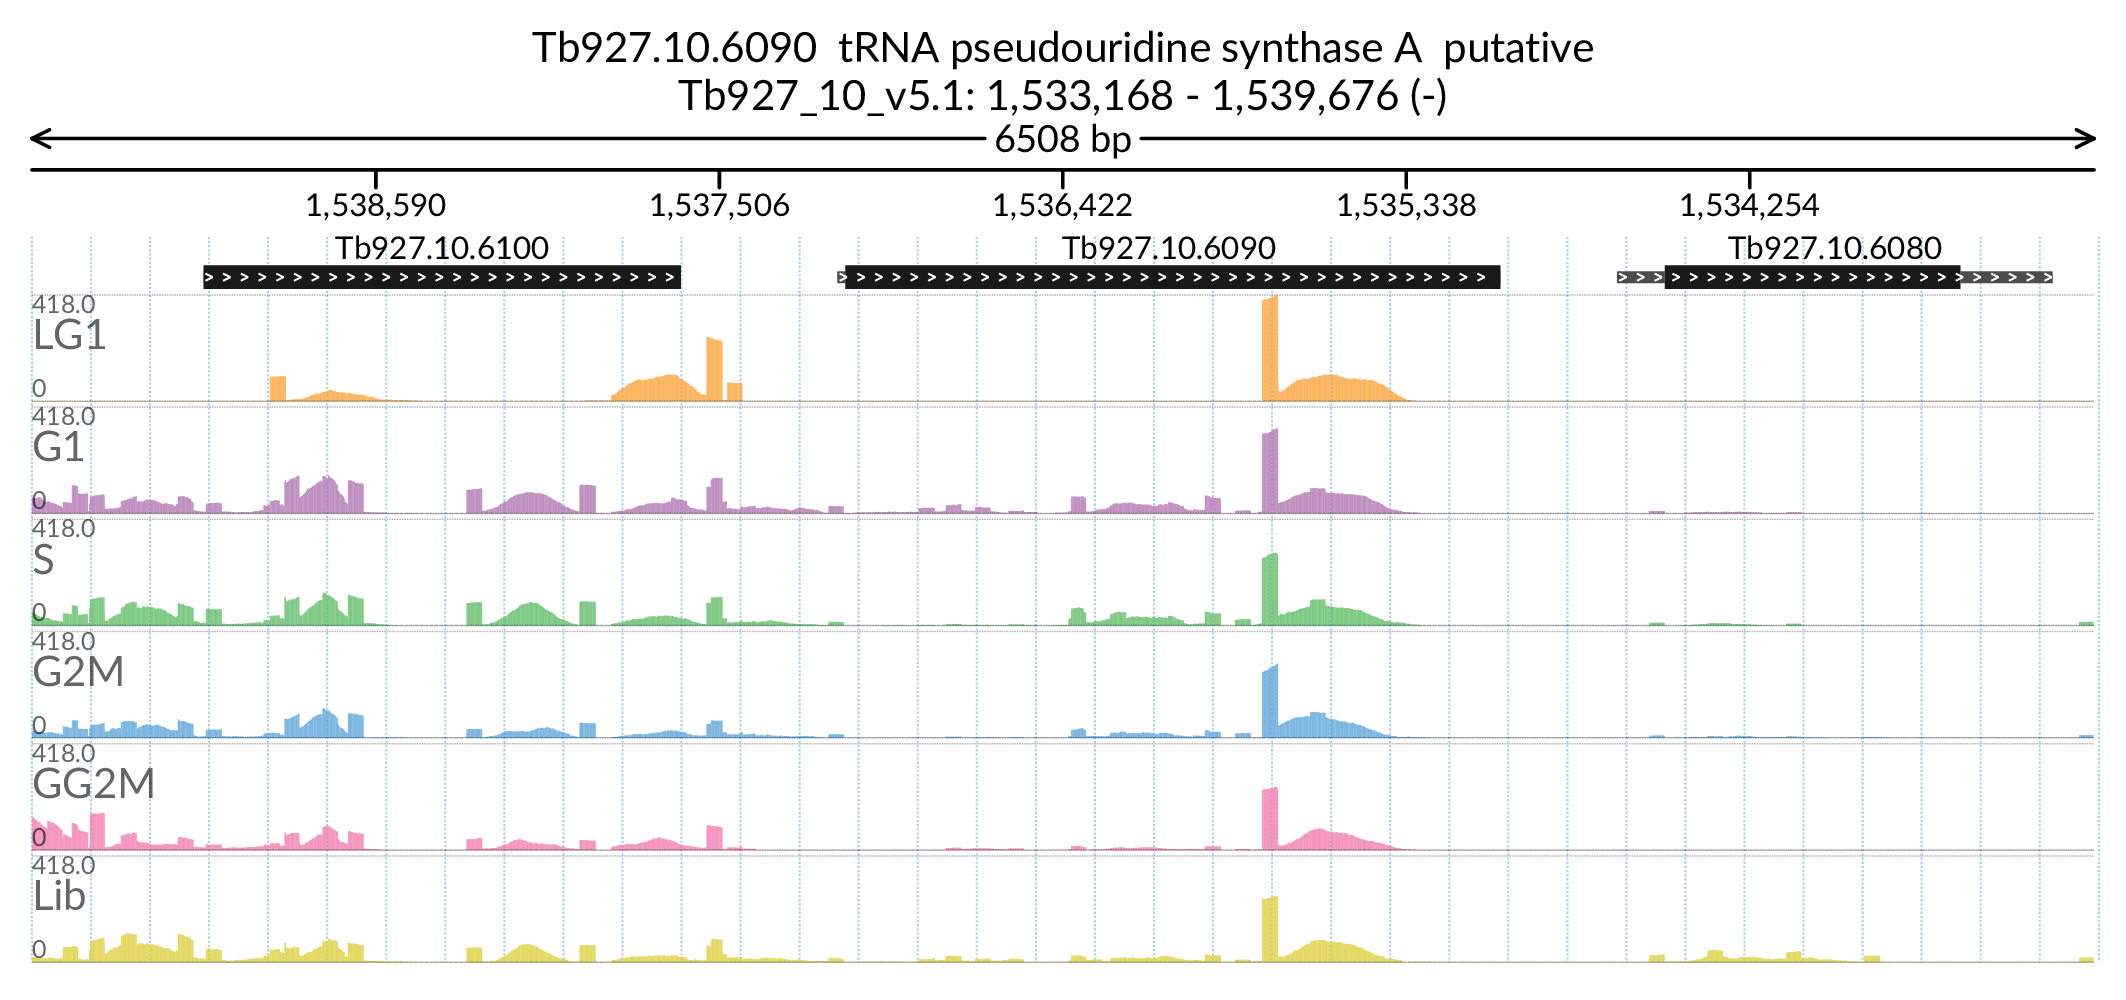 Tb927.10.6090 tRNA pseudouridine synthase A putative
Tb927_10_v5.1: 1,533,168 - 1,539,676 (-)
6508 bp
1,538,590 1,537,506 1,536,422 1,535,338 1,534,254
Tb927.10.6100 Tb927.10.6090 Tb927.10.6080
418.0
LG1
0
418.0
G1
0
418.0
S
0
418.0
G2M
0
418.0
GG2M
0
418.0
Lib
0